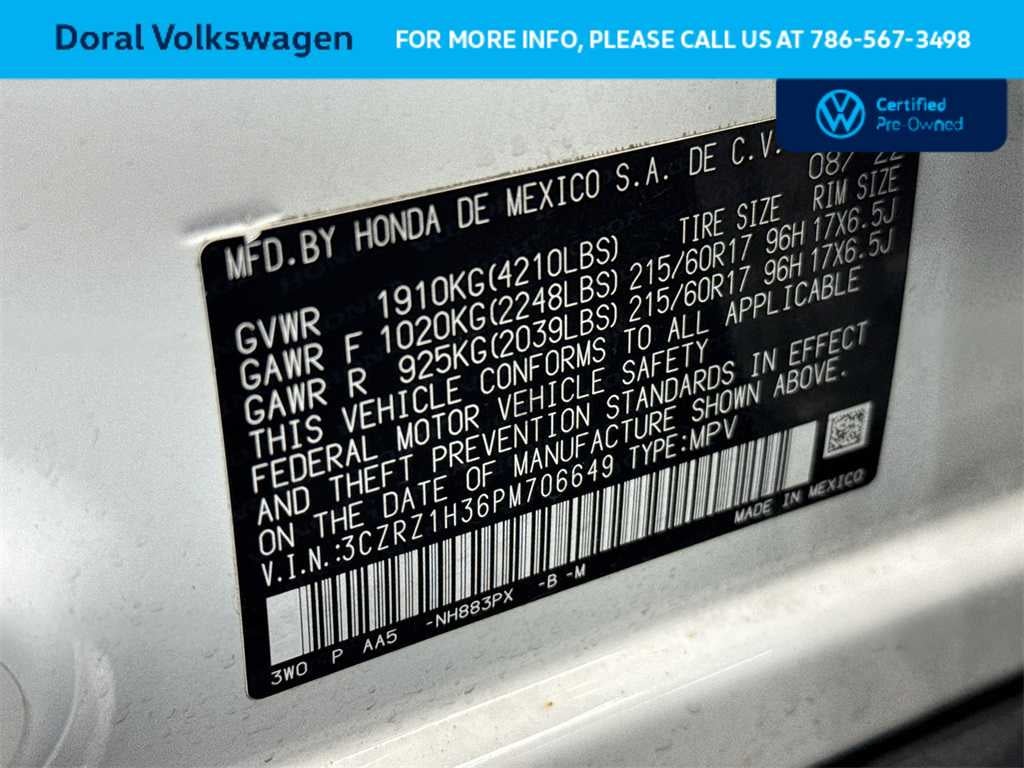 Doral Volkswagen
FOR MORE INFO, PLEASE CALL US AT 786-567-3498
Certified
Pre-Owned
MFD.BY HONDA DE MEXICO S.A. DE C.V. 08/ 22
TIRE SIZE RIM SIZE
GVWR 1910KG(4210LBS)
GAWR F 1020KG(2248LBS) 215/60R17 96H 17X6.5J
GAWR R 925KG(2039LBS) 215/60R17 96H 17X6.5J
THIS VEHICLE CONFORMS TO ALL APPLICABLE
FEDERAL MOTOR VEHICLE SAFETY
AND THEFT PREVENTION STANDARDS IN EFFECT
ON THE DATE OF MANUFACTURE SHOWN ABOVE.
V.I.N.:3CZRZ1H36PM706649 TYPE:MPV
MADE IN MEXICO
3WO P AA5 -NH883PX -B -M